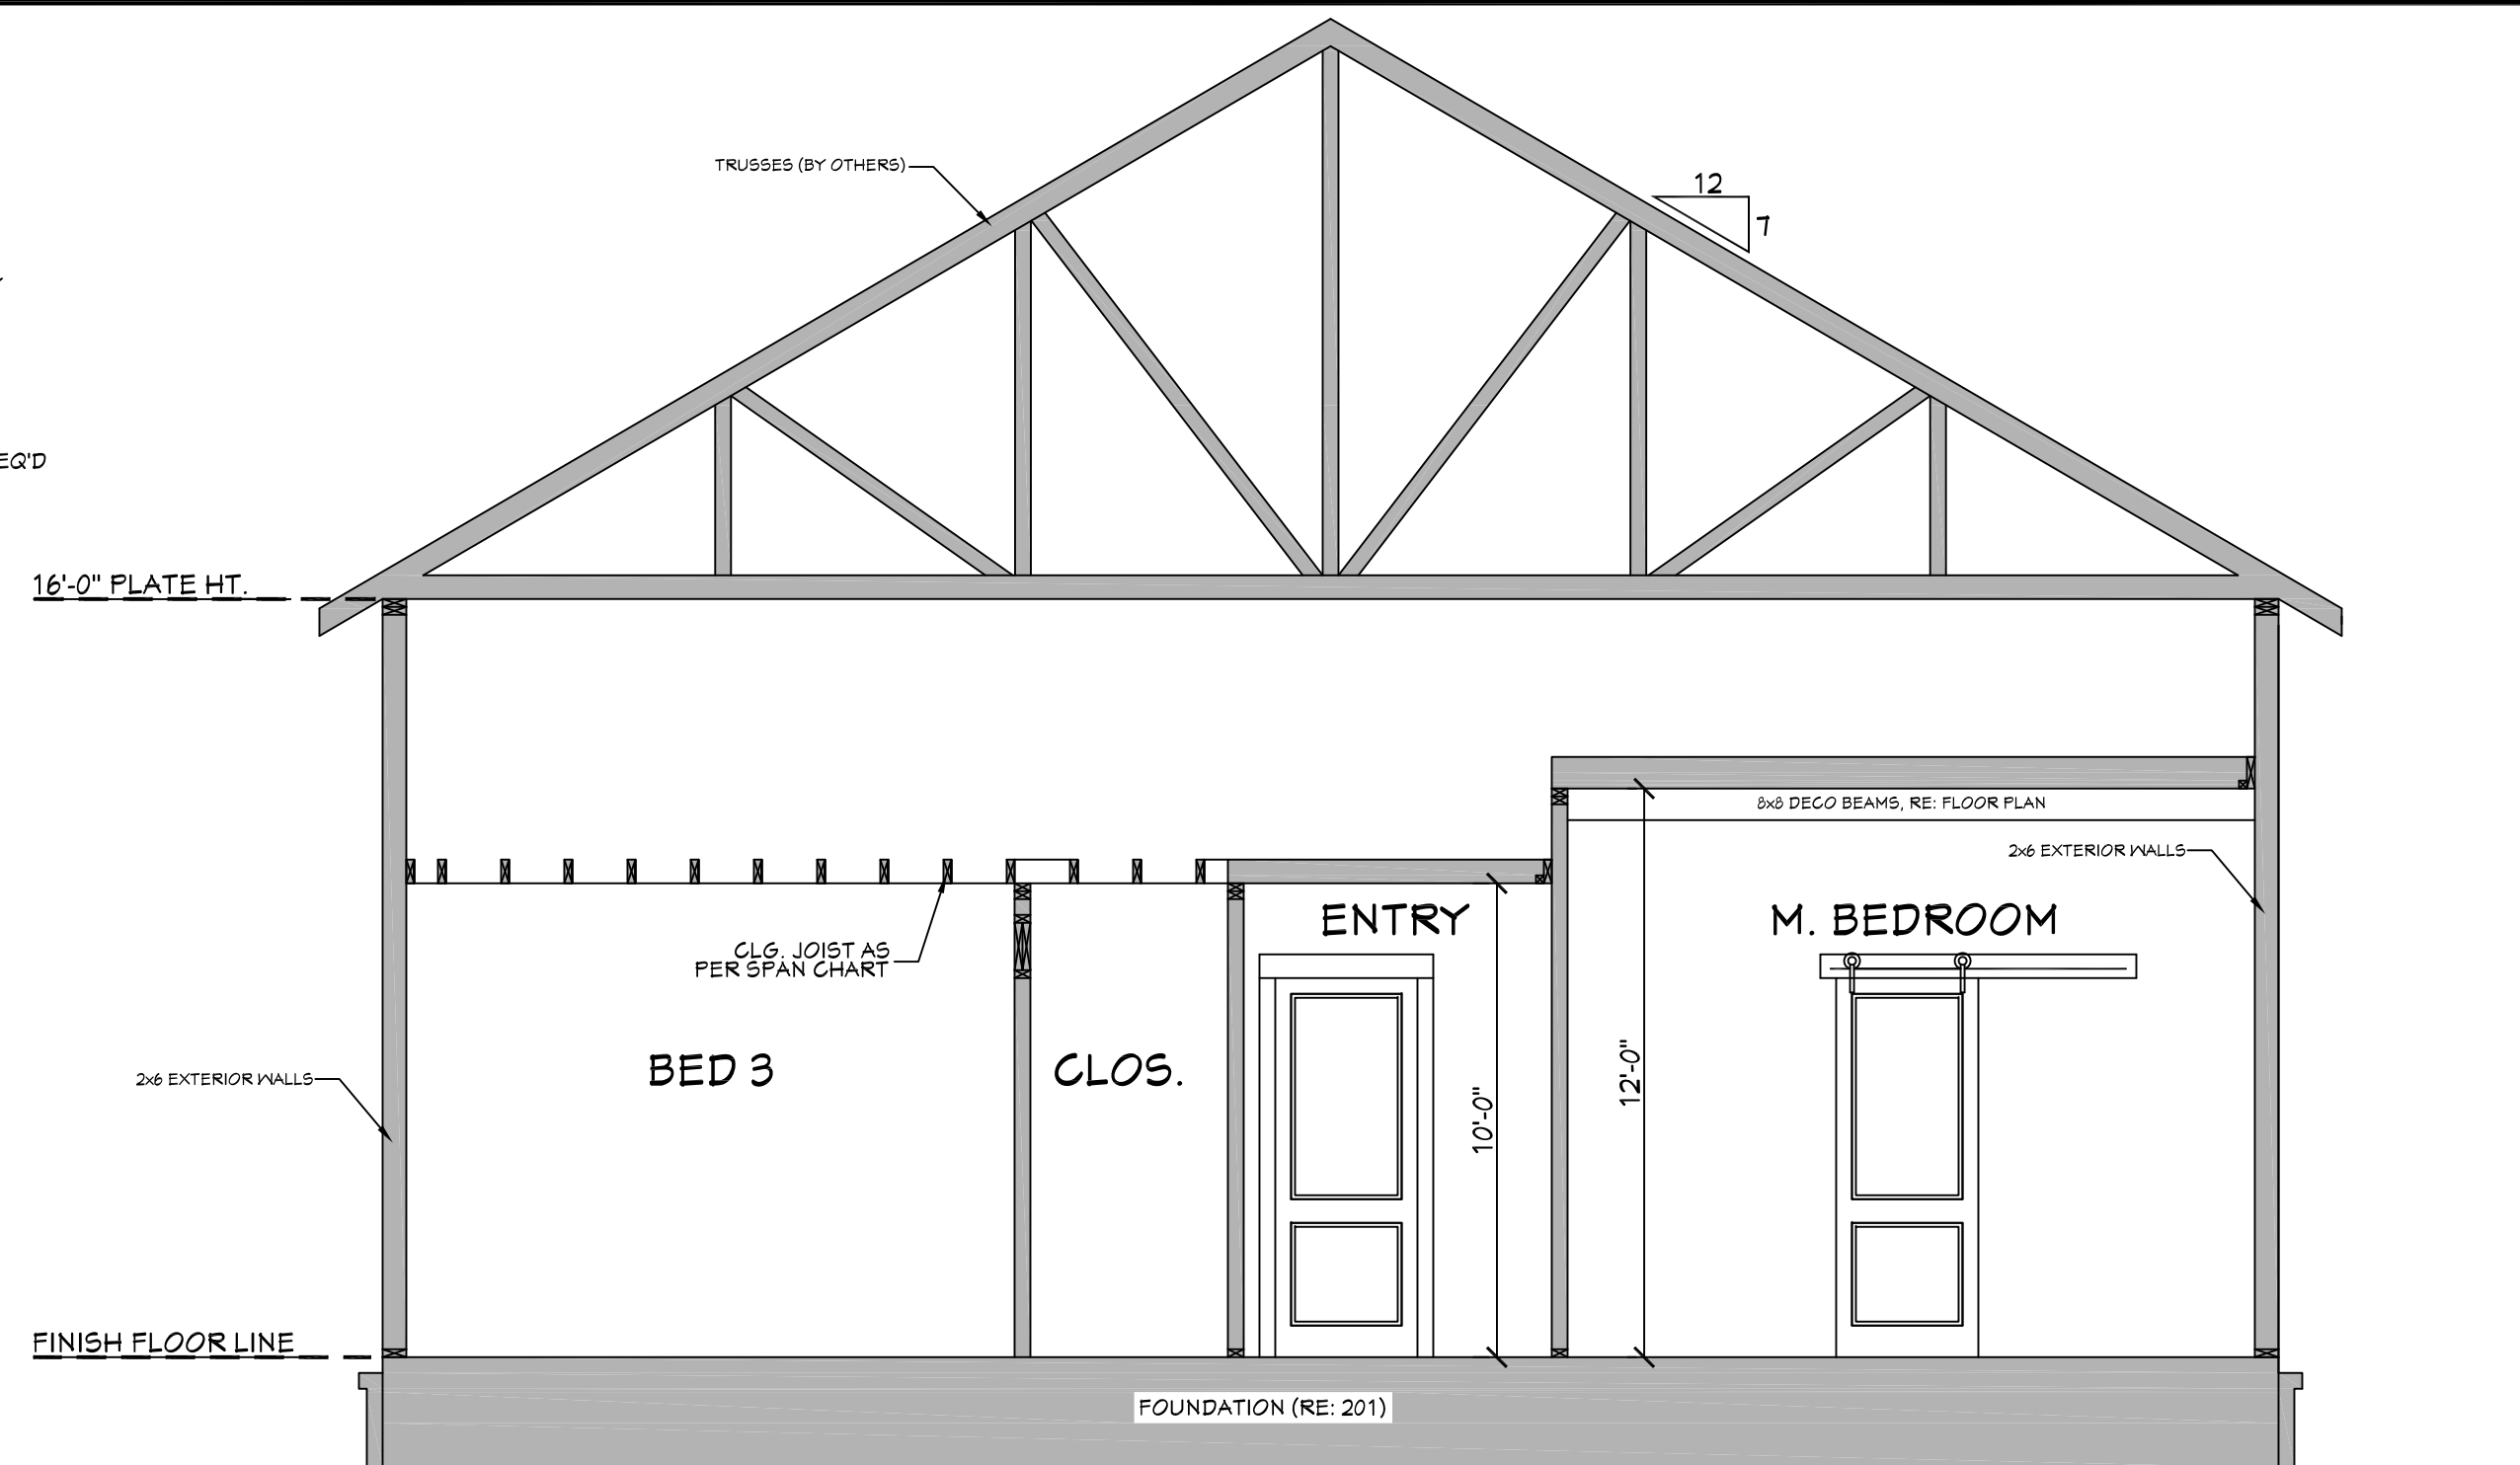 TRUSSES (BY OTHERS)
12
7
EQ'D
16'-0" PLATE HT.
8x8 DECO BEAMS, RE: FLOOR PLAN
2x6 EXTERIOR WALLS
ENTRY
M. BEDROOM
CLG. JOIST AS
PER SPAN CHART
BED 3
CLOS.
10'-0"
12'-0"
2x6 EXTERIOR WALLS
FINISH FLOOR LINE
FOUNDATION (RE: 201)